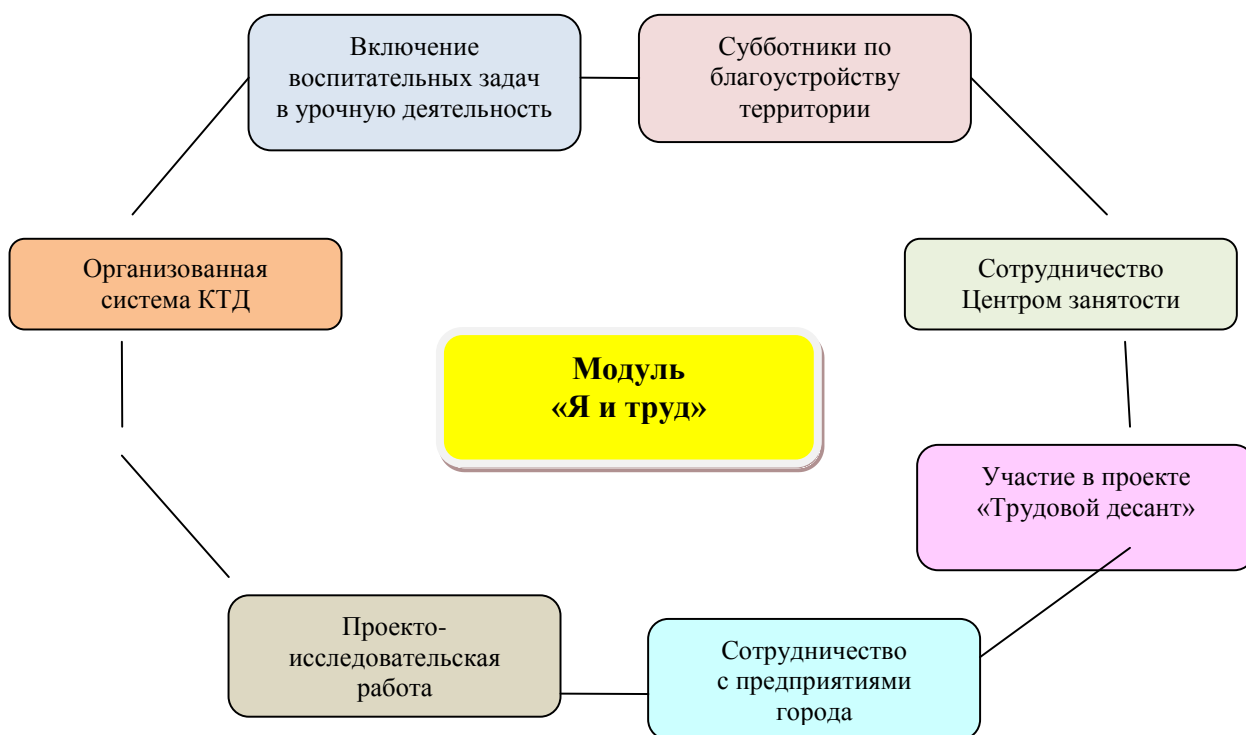 Включение
воспитательных задач
в урочную деятельность
Субботники по
благоустройству
территории
Организованная
система КТД
Сотрудничество
Центром занятости
Модуль
«Я и труд»
Участие в проекте
«Трудовой десант»
Проекто-
исследовательская
работа
Сотрудничество
с предприятиями
города